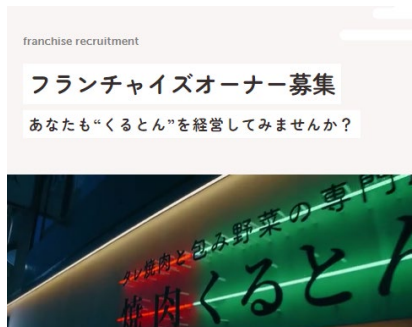 franchise recruitment
フランチャイズオーナー募集
あなたも“くるとん”を経営してみませんか？
タレ焼肉と包み野菜の専門
焼肉くるとん